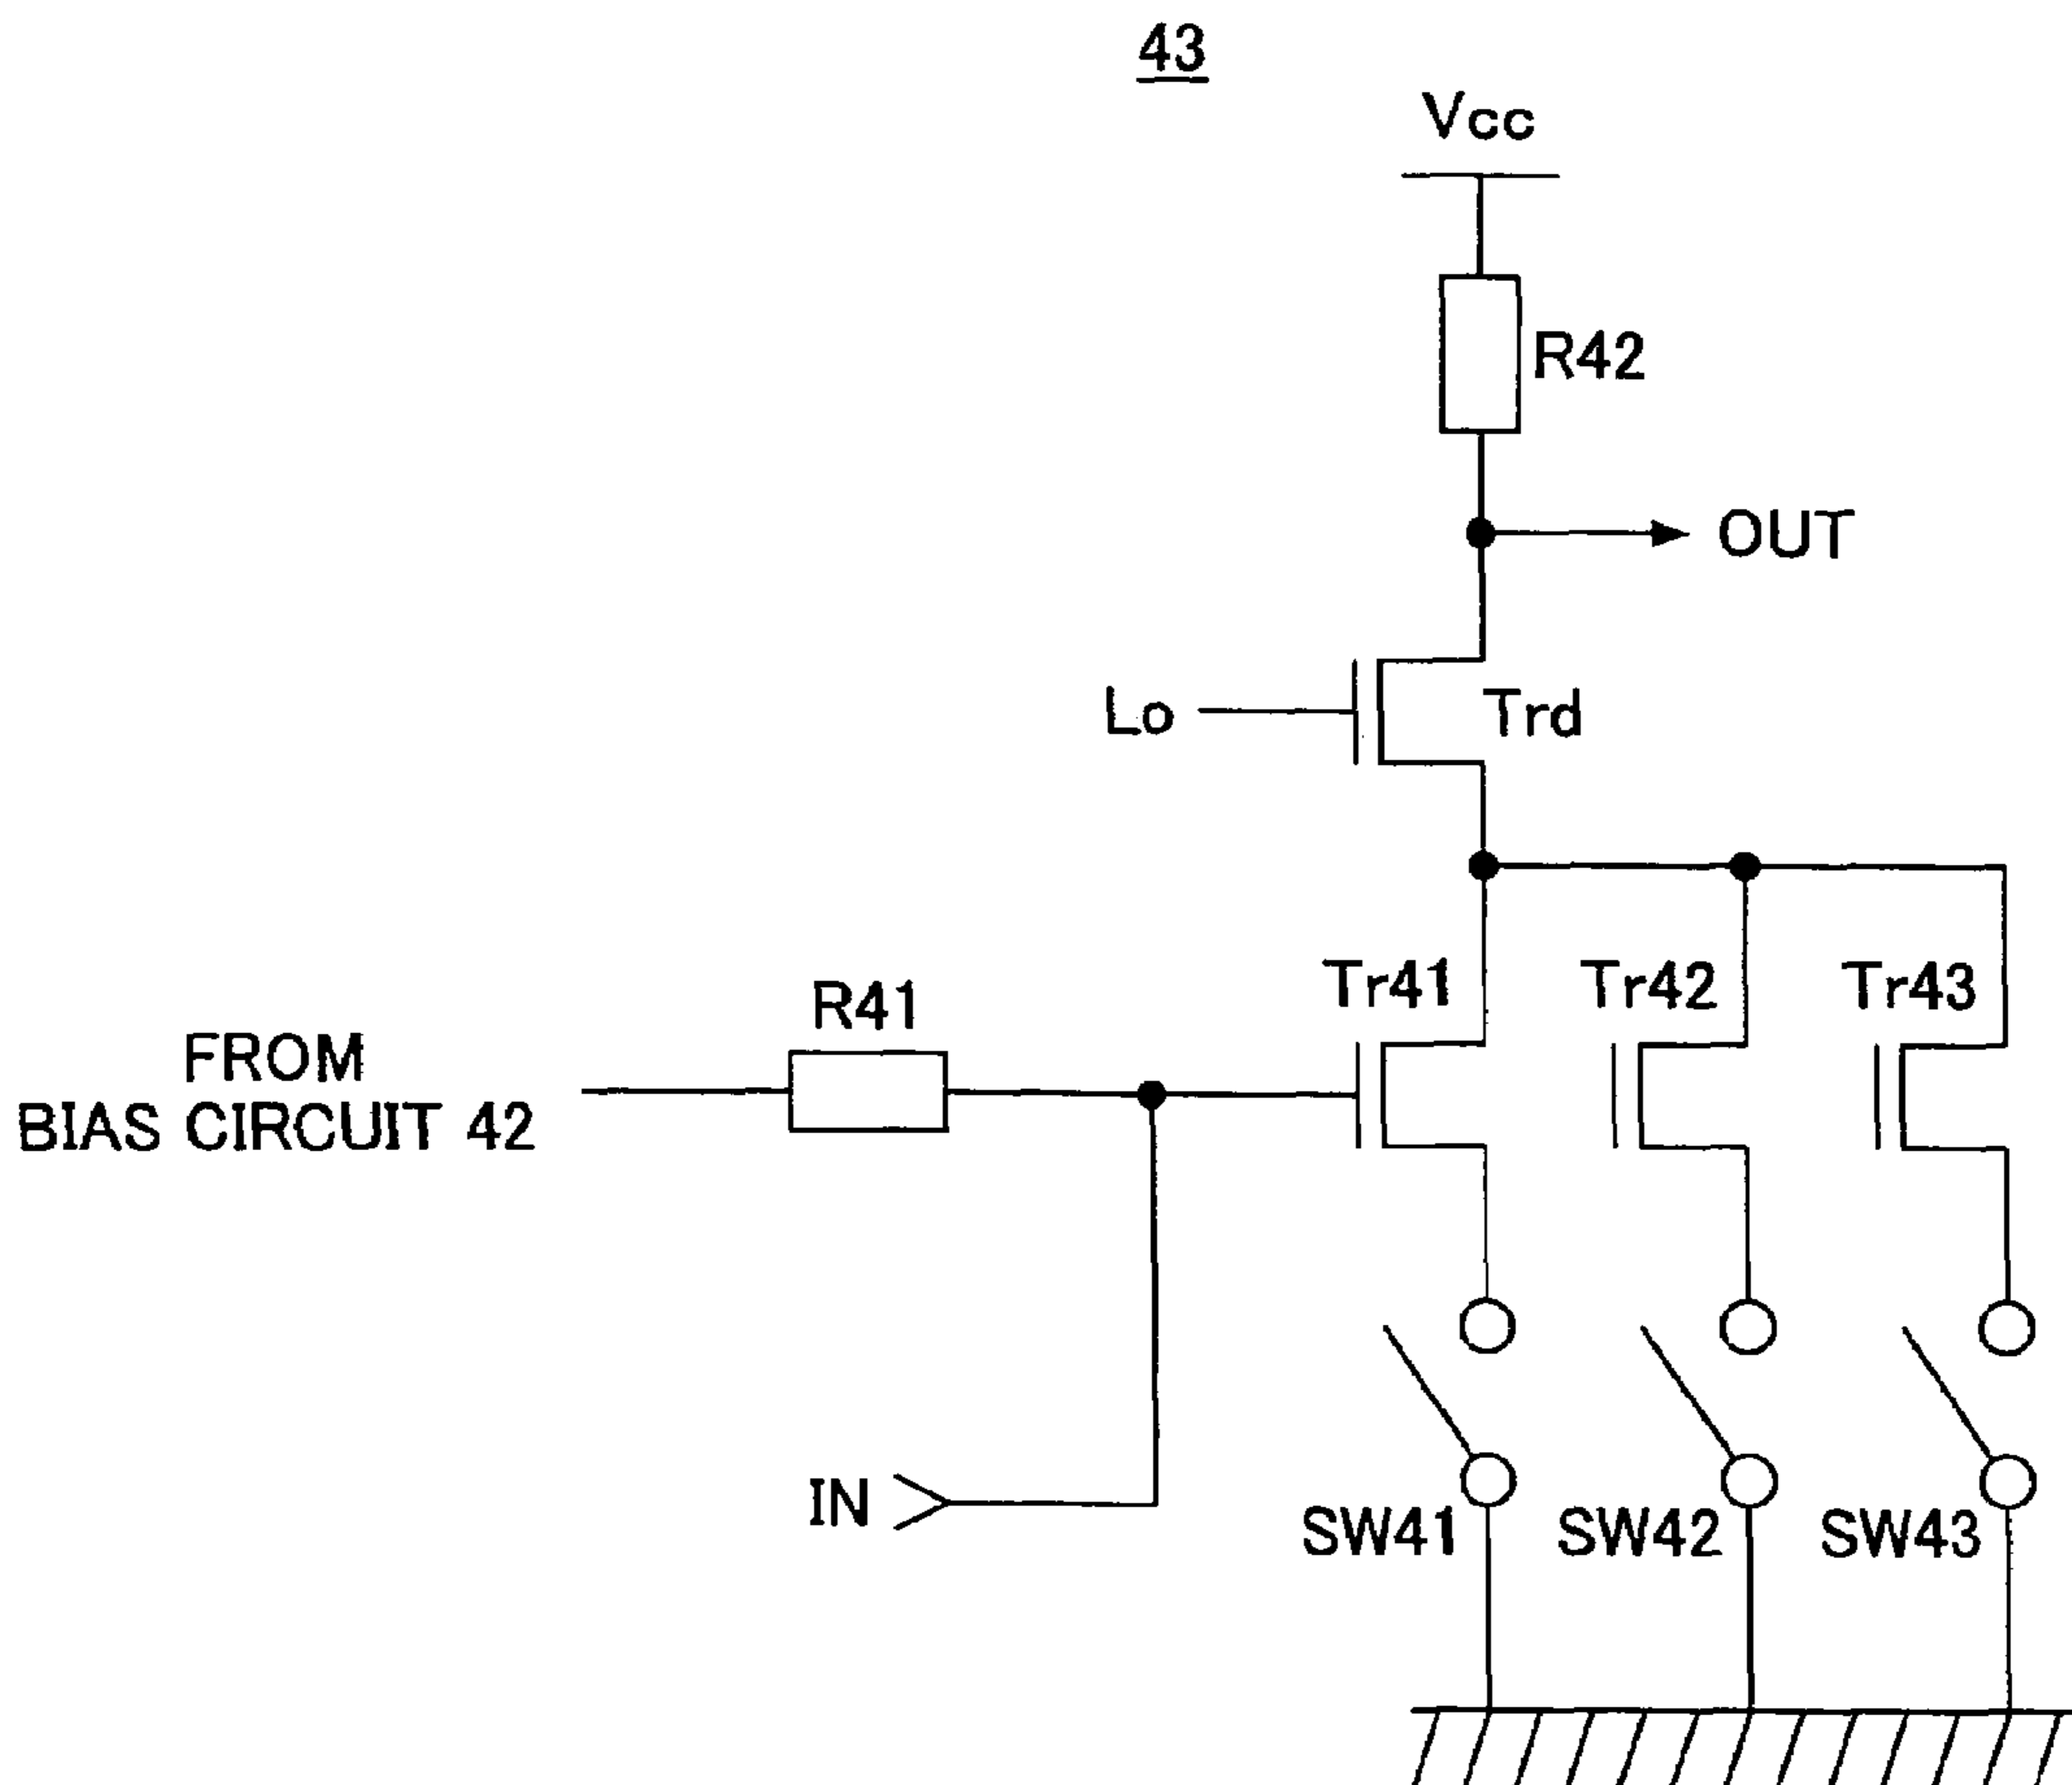 43
Vcc
R42
OUT
Lo
Trd
Tr41 Tr42 Tr43
R41
FROM
BIAS CIRCUIT 42
IN
SW41 SW42 SW43